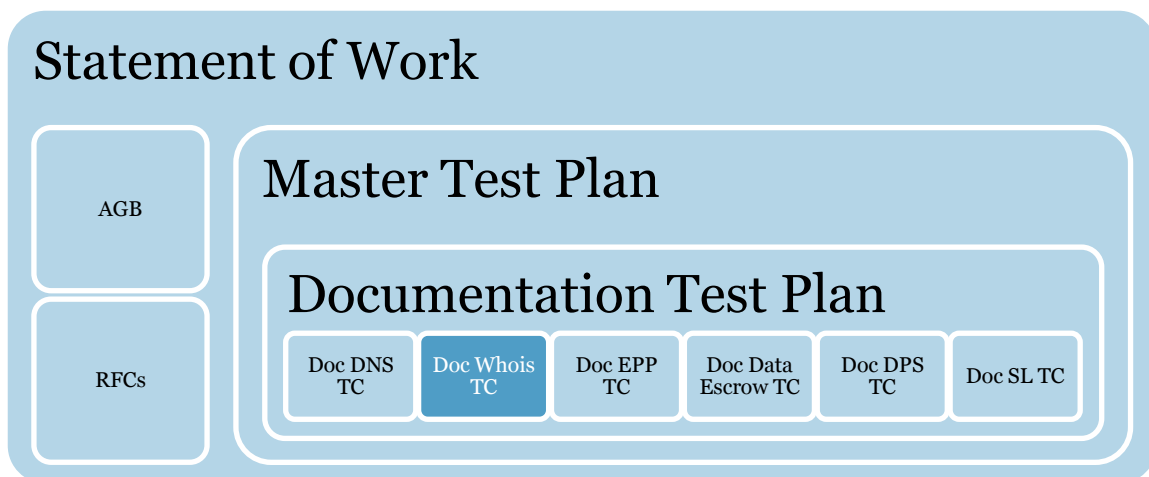 Statement of Work
AGB
RFCs
Master Test Plan
Documentation Test Plan
Doc DNS
TC
Doc Whois
TC
Doc EPP
TC
Doc Data
Escrow TC
Doc DPS
TC
Doc SL TC